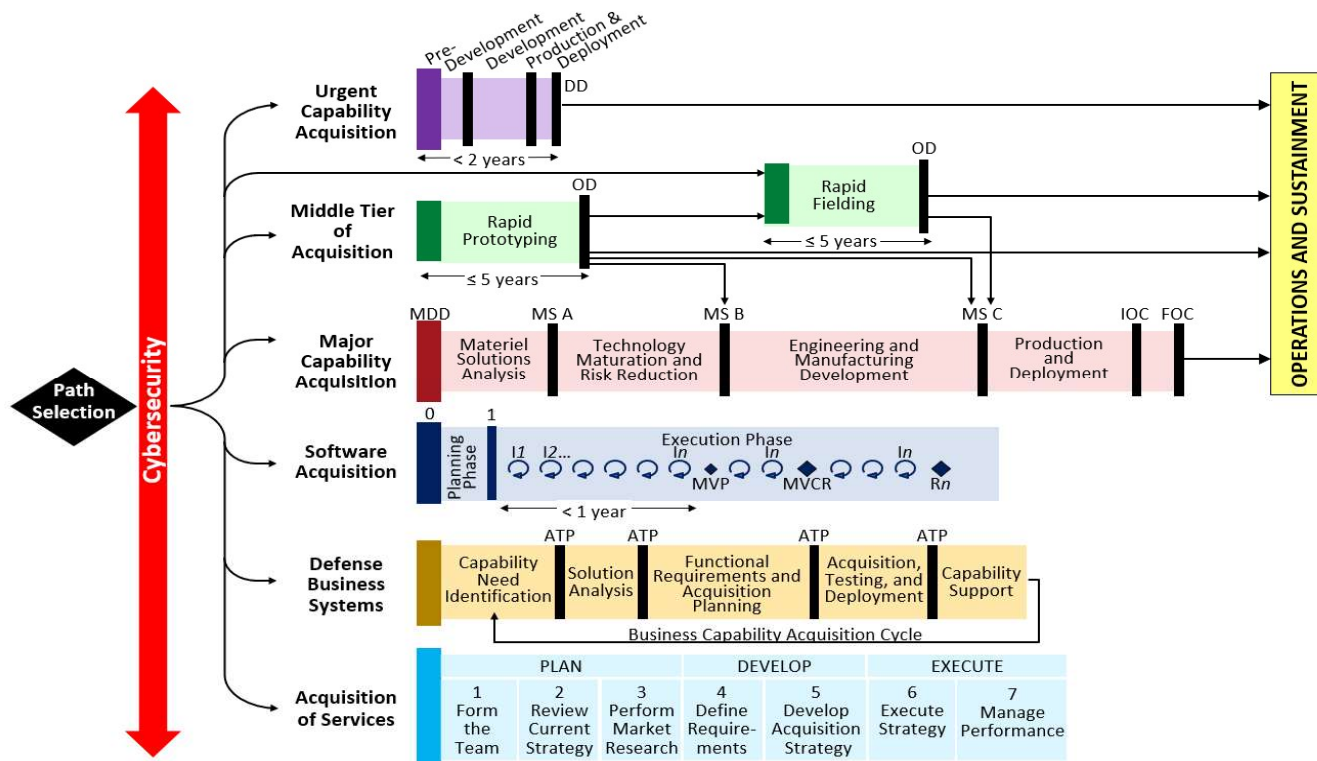 Pre-
Development
Development
Production &
Deployment
Urgent
Capability
Acquisition
DD
< 2 years
OD
Rapid
Fielding
≤ 5 years
OD
Middle Tier
of
Acquisition
Rapid
Prototyping
≤ 5 years
OPERATIONS AND SUSTAINMENT
Path
Selection
Cybersecurity
MDD
MS A
MS B
MS C
IOC
FOC
Major
Capability
Acquisition
Materiel
Solutions
Analysis
Technology
Maturation and
Risk Reduction
Engineering and
Manufacturing
Development
Production
and
Deployment
0
1
Software
Acquisition
Planning
Phase
Execution Phase
I1
I2...
In
In
In
MVP
MVCR
Rn
< 1 year
ATP
ATP
ATP
ATP
Defense
Business
Systems
Capability
Need
Identification
Solution
Analysis
Functional
Requirements and
Acquisition
Planning
Acquisition,
Testing, and
Deployment
Capability
Support
Business Capability Acquisition Cycle
Acquisition
of Services
PLAN
DEVELOP
EXECUTE
1
Form
the
Team
2
Review
Current
Strategy
3
Perform
Market
Research
4
Define
Require-
ments
5
Develop
Acquisition
Strategy
6
Execute
Strategy
7
Manage
Performance